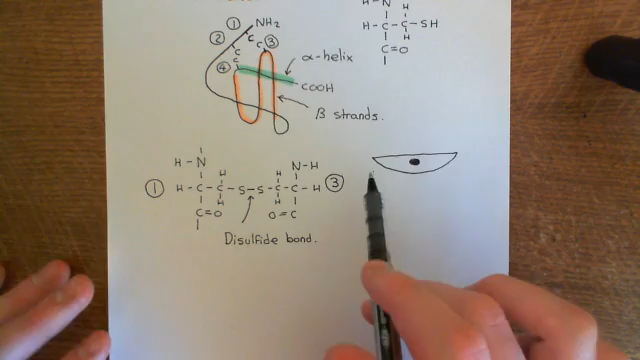 ① NH₂
② C C ③
C
④ C
α-helix
COOH
β strands.
H-N H
H-C-C-SH
C=O H
H-N N-H
① H-C-C-S-S-C-C-H ③
H H
H H
C=O O=C
Disulfide bond.